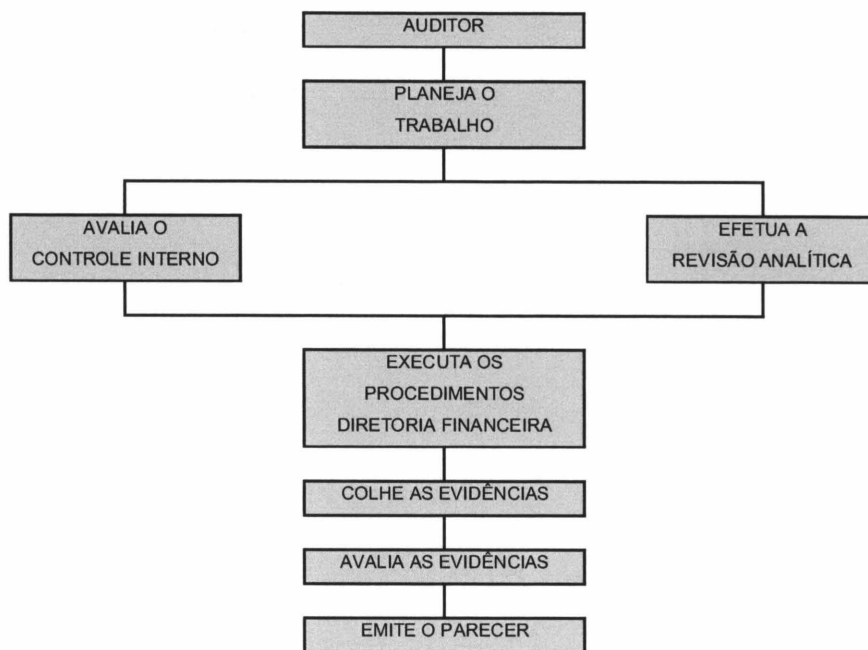 AUDITOR
PLANEJA O
TRABALHO
AVALIA O
CONTROLE INTERNO
EFETUA A
REVISÃO ANALÍTICA
EXECUTA OS
PROCEDIMENTOS
DIRETORIA FINANCEIRA
COLHE AS EVIDÊNCIAS
AVALIA AS EVIDÊNCIAS
EMITE O PARECER